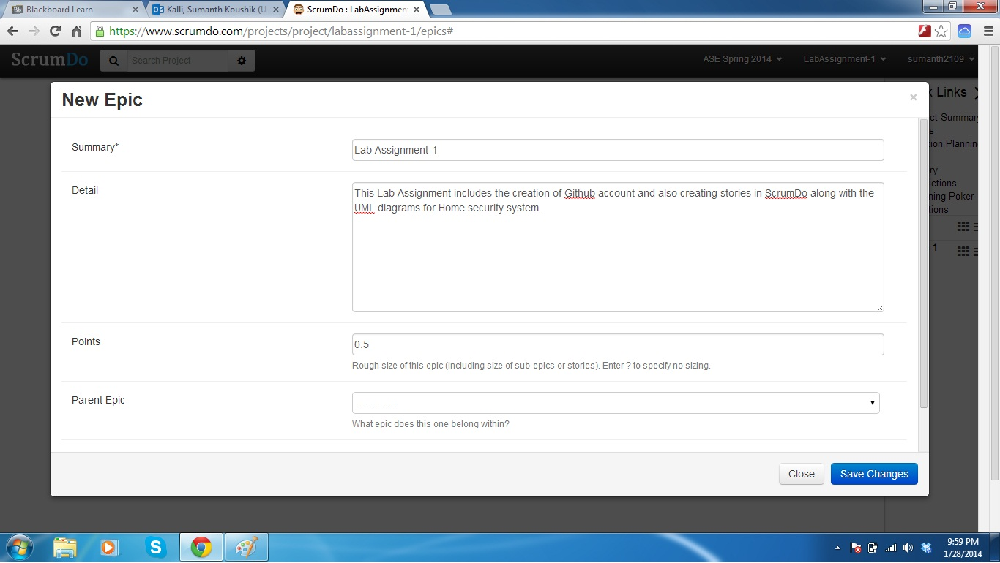 Blackboard Learn
Kalli, Sumanth Koushik (U
ScrumDo : LabAssignmen
https://www.scrumdo.com/projects/project/labassignment-1/epics#
ScrumDo
Search Project
ASE Spring 2014
LabAssignment-1
sumanth2109
New Epic
×
k Links
ct Summary
s
ion Plannin
ry
ictions
ning Poker
tions
-1
Summary*
Lab Assignment-1
Detail
This Lab Assignment includes the creation of Github account and also creating stories in ScrumDo along with the
UML diagrams for Home security system.
Points
0.5
Rough size of this epic (including size of sub-epics or stories). Enter ? to specify no sizing.
Parent Epic
----------
What epic does this one belong within?
Close
Save Changes
9:59 PM
1/28/2014